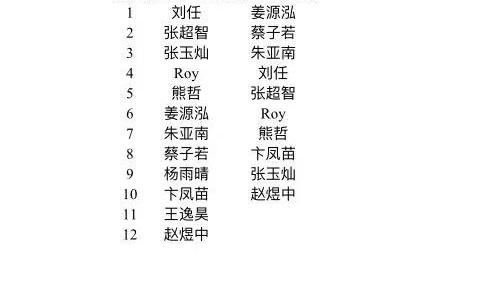 1 刘任 姜源泓
2 张超智 蔡子若
3 张玉灿 朱亚南
4 Roy 刘任
5 熊哲 张超智
6 姜源泓 Roy
7 朱亚南 熊哲
8 蔡子若 卞凤苗
9 杨雨晴 张玉灿
10 卞凤苗 赵煜中
11 王逸昊
12 赵煜中